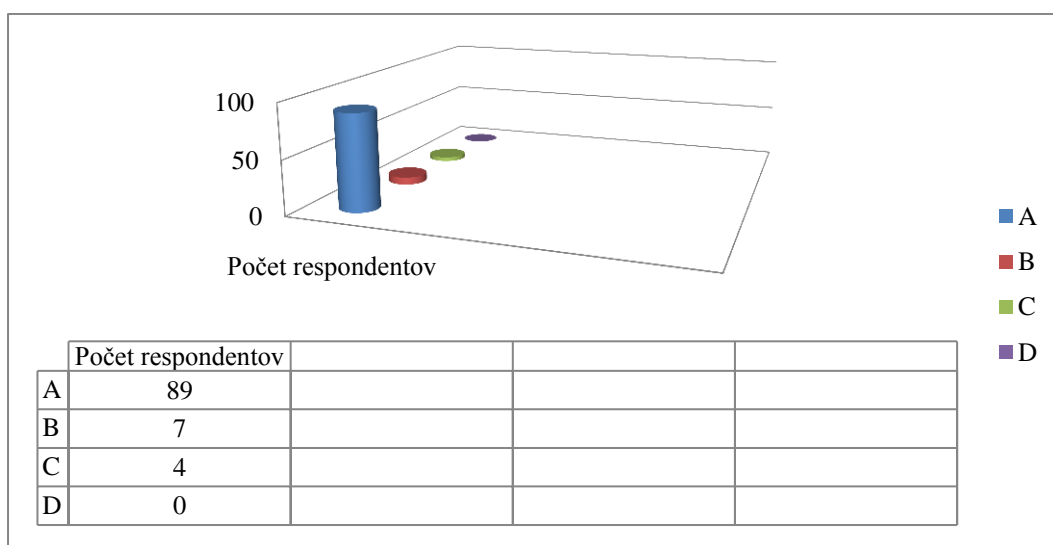 100
50
0
Počet respondentov
A
B
C
D
Počet respondentov
A 89
B 7
C 4
D 0